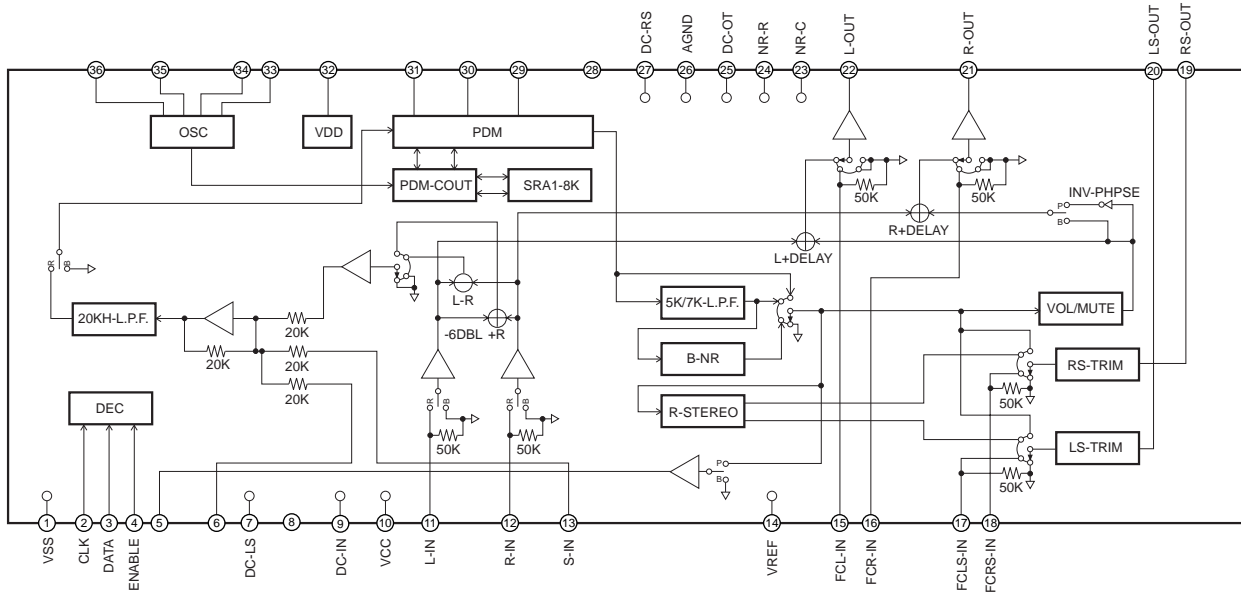 DC-RS
AGND
DC-OT
NR-R
NR-C
L-OUT
R-OUT
LS-OUT
RS-OUT
36
35
34
33
32
31
30
29
28
27
26
25
24
23
22
21
20
19
OSC
VDD
PDM
PDM-COUT
SRA1-8K
50K
50K
INV-PHPSE
P
B
R+DELAY
L+DELAY
R
B
L-R
20KH-L.P.F.
20K
5K/7K-L.P.F.
VOL/MUTE
-6DBL +R
20K
20K
20K
B-NR
RS-TRIM
DEC
R
B
R
B
50K
50K
R-STEREO
50K
LS-TRIM
P
B
50K
1
2
3
4
5
6
7
8
9
10
11
12
13
14
15
16
17
18
VSS
CLK
DATA
ENABLE
DC-LS
DC-IN
VCC
L-IN
R-IN
S-IN
VREF
FCL-IN
FCR-IN
FCLS-IN
FCRS-IN